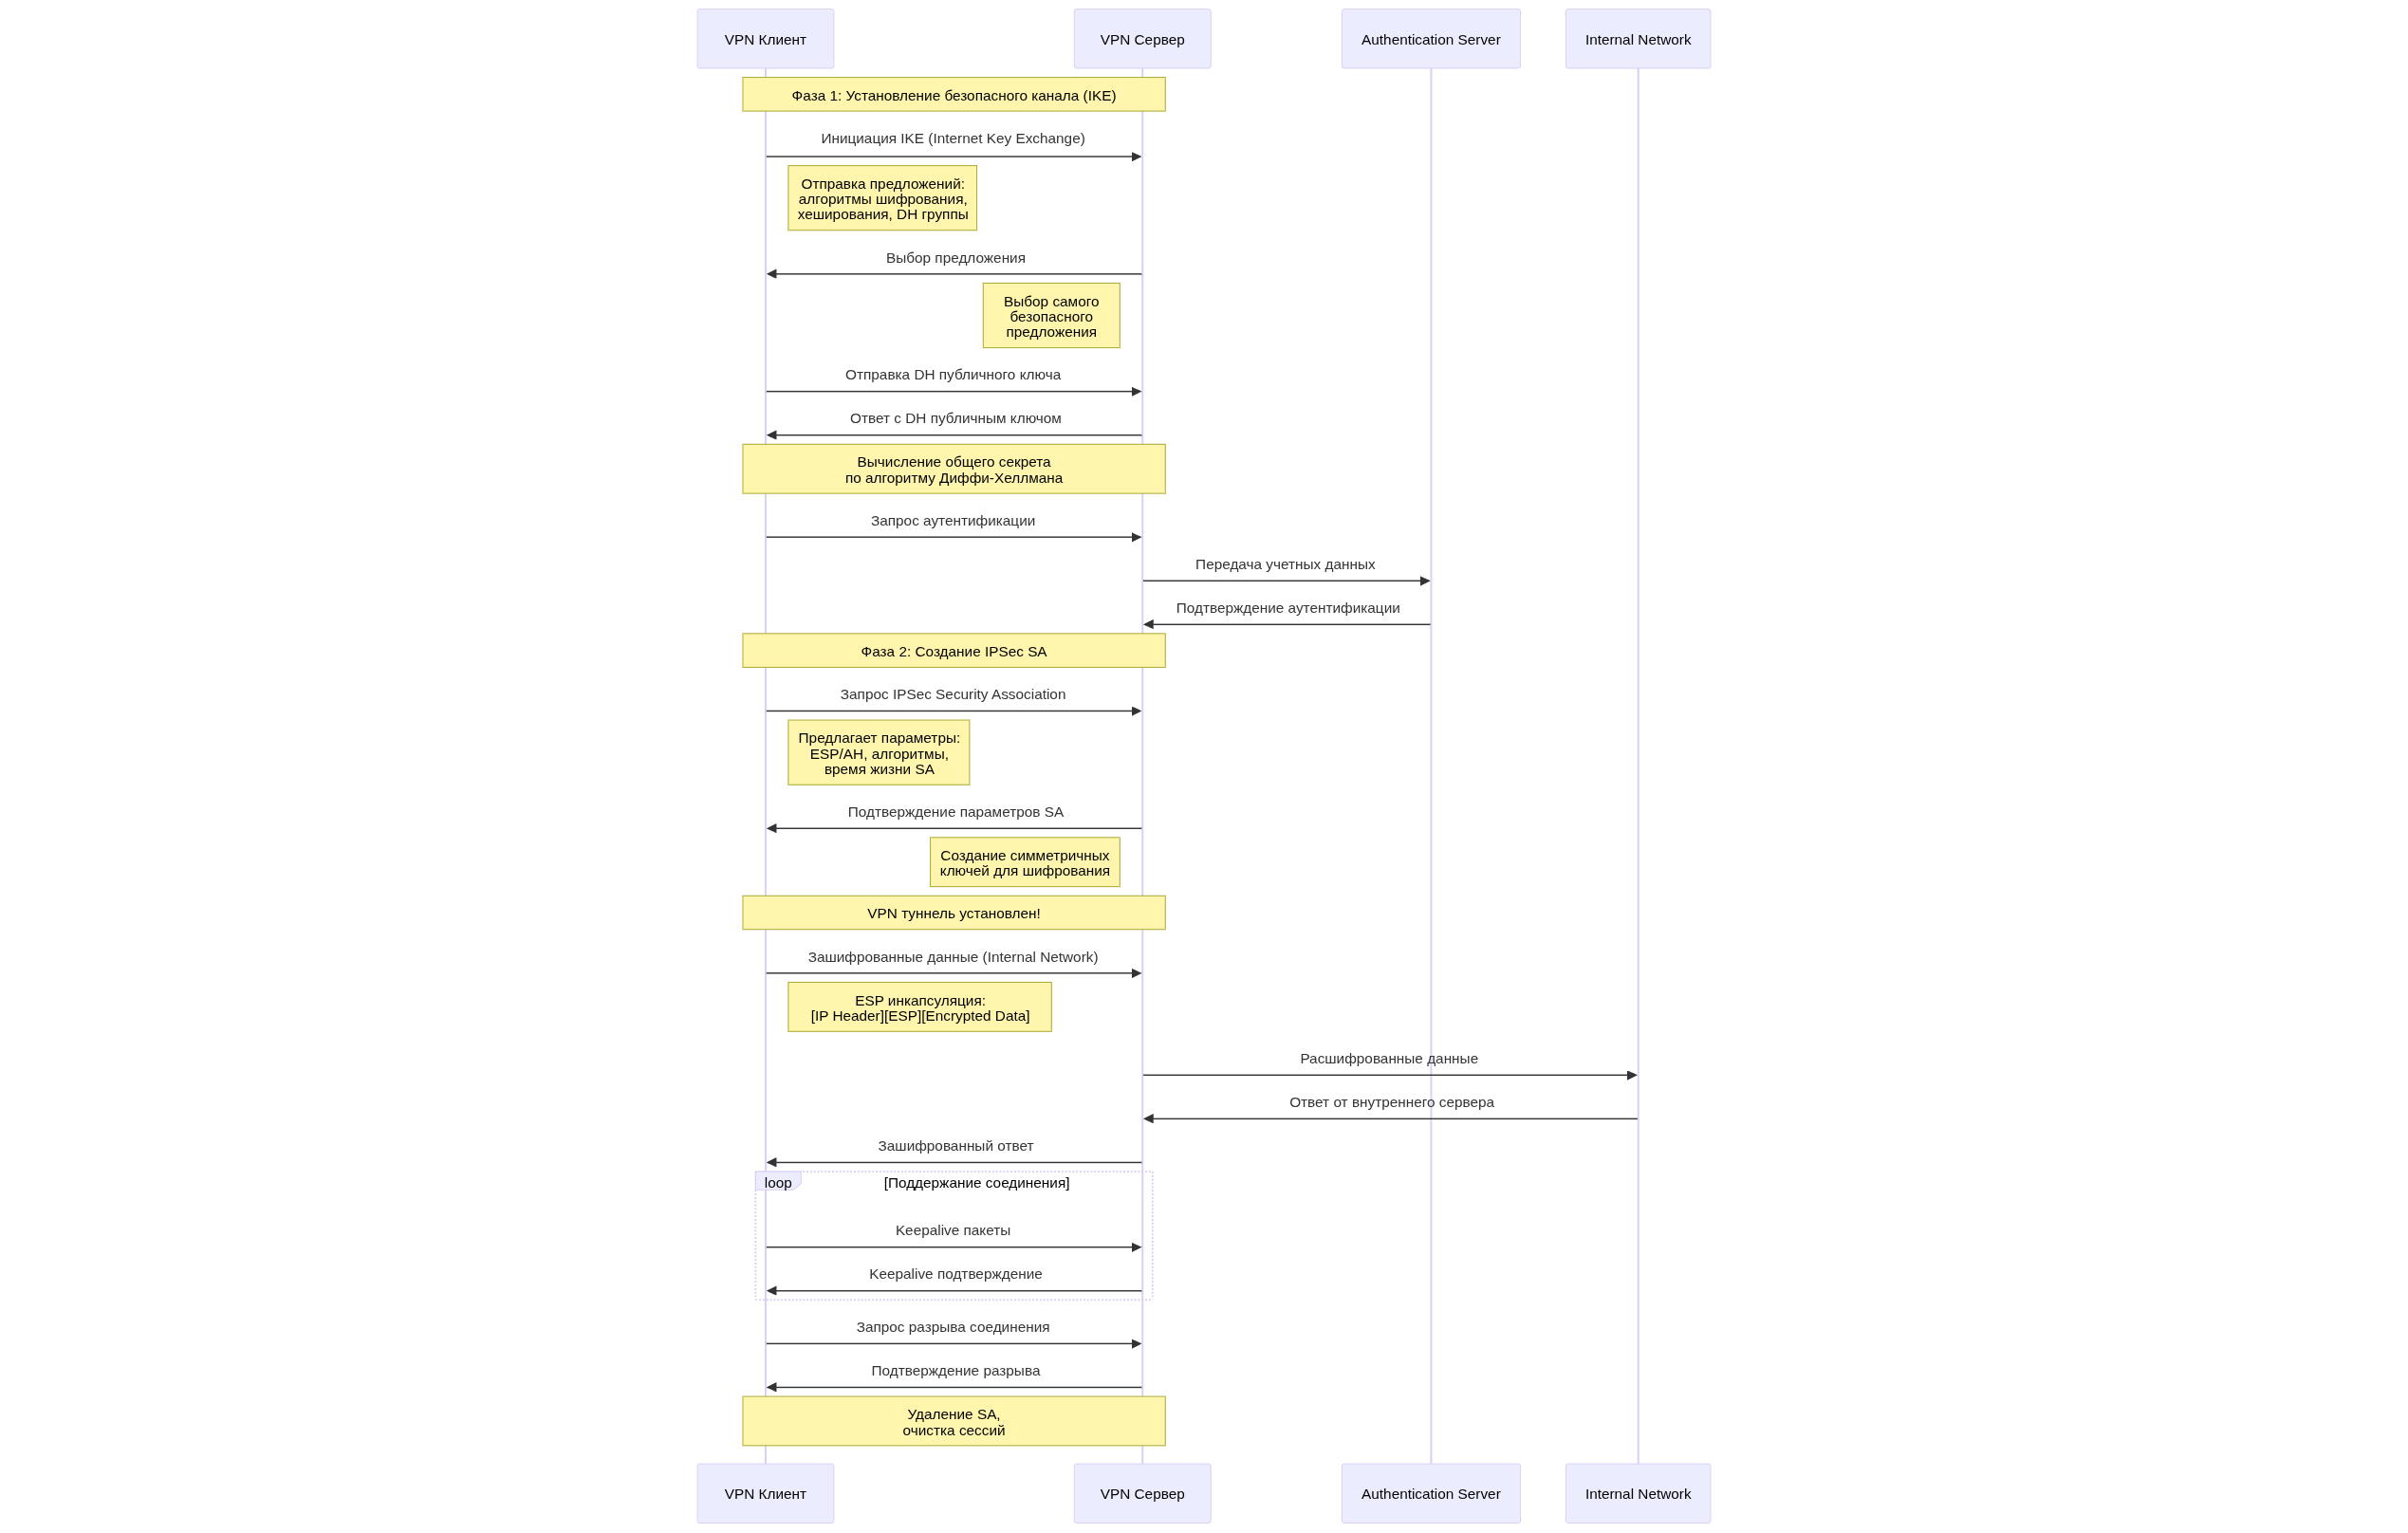 VPN Клиент
VPN Сервер
Authentication Server
Internal Network
Фаза 1: Установление безопасного канала (IKE)
Инициация IKE (Internet Key Exchange)
Отправка предложений:
алгоритмы шифрования,
хеширования, DH группы
Выбор предложения
Выбор самого
безопасного
предложения
Отправка DH публичного ключа
Ответ с DH публичным ключом
Вычисление общего секрета
по алгоритму Диффи-Хеллмана
Запрос аутентификации
Передача учетных данных
Подтверждение аутентификации
Фаза 2: Создание IPSec SA
Запрос IPSec Security Association
Предлагает параметры:
ESP/AH, алгоритмы,
время жизни SA
Подтверждение параметров SA
Создание симметричных
ключей для шифрования
VPN туннель установлен!
Зашифрованные данные (Internal Network)
ESP инкапсуляция:
[IP Header][ESP][Encrypted Data]
Расшифрованные данные
Ответ от внутреннего сервера
Зашифрованный ответ
loop
[Поддержание соединения]
Keepalive пакеты
Keepalive подтверждение
Запрос разрыва соединения
Подтверждение разрыва
Удаление SA,
очистка сессий
VPN Клиент
VPN Сервер
Authentication Server
Internal Network